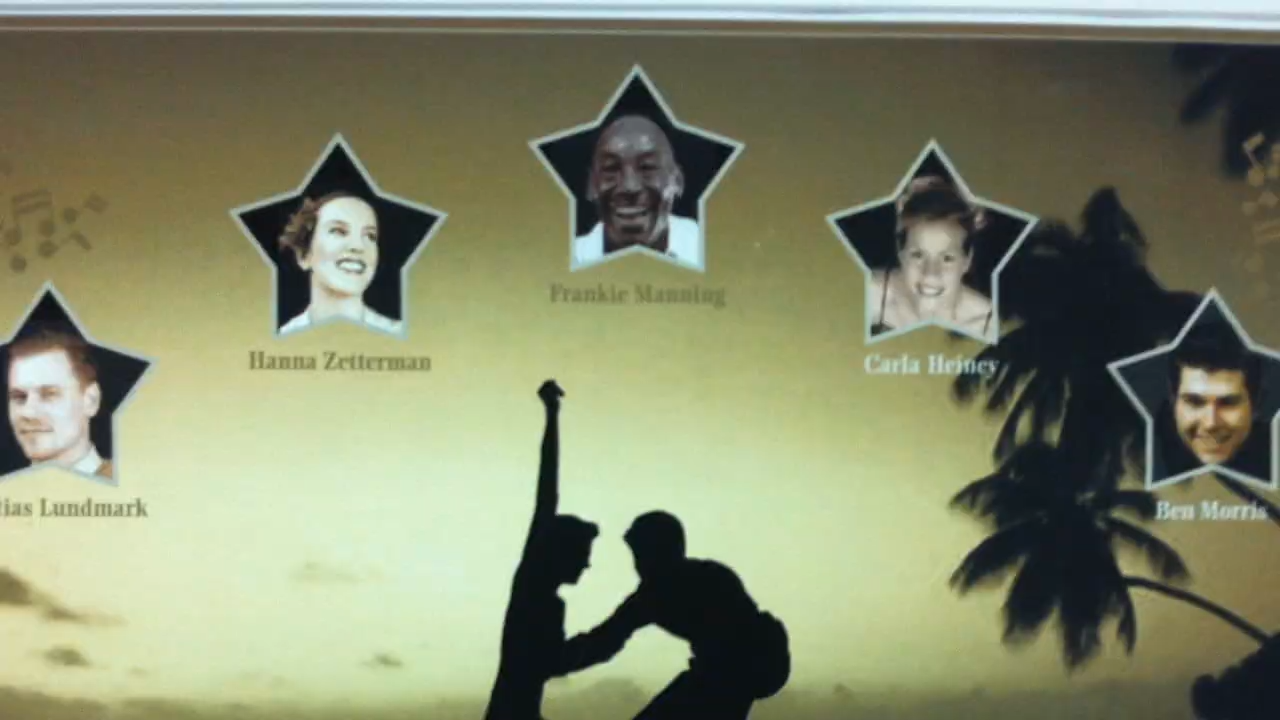 Frankie Manning
Hanna Zetterman
Carla Heiney
tias Lundmark
Ben Morris